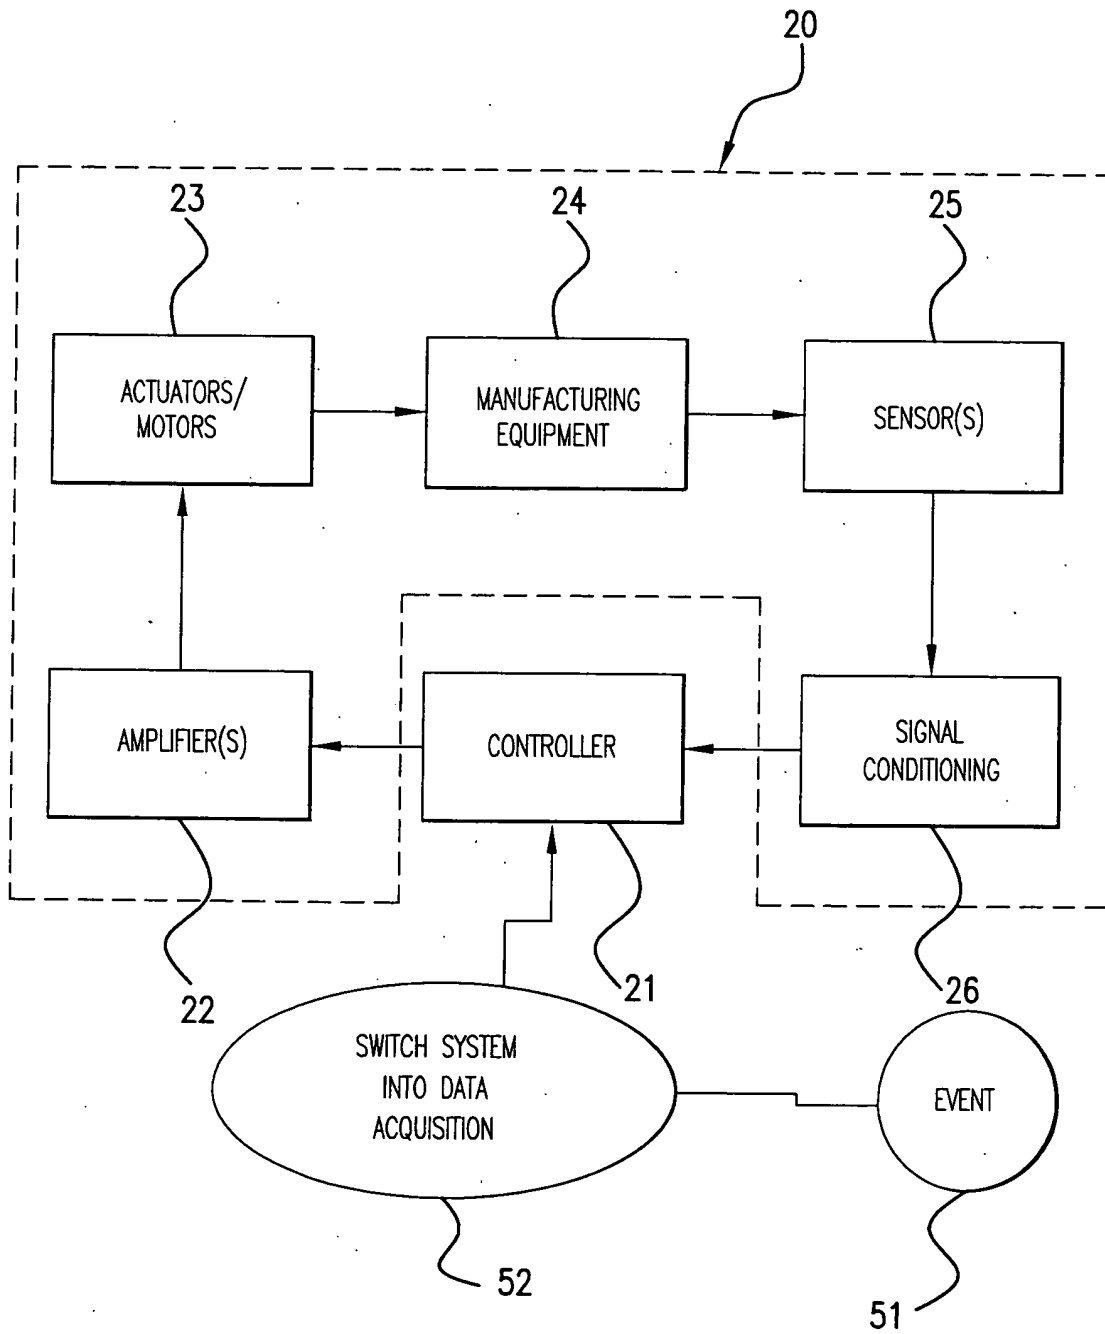 20
23
24
25
ACTUATORS/
MOTORS
MANUFACTURING
EQUIPMENT
SENSOR(S)
AMPLIFIER(S)
CONTROLLER
SIGNAL
CONDITIONING
22
21
26
SWITCH SYSTEM
INTO DATA
ACQUISITION
EVENT
52
51